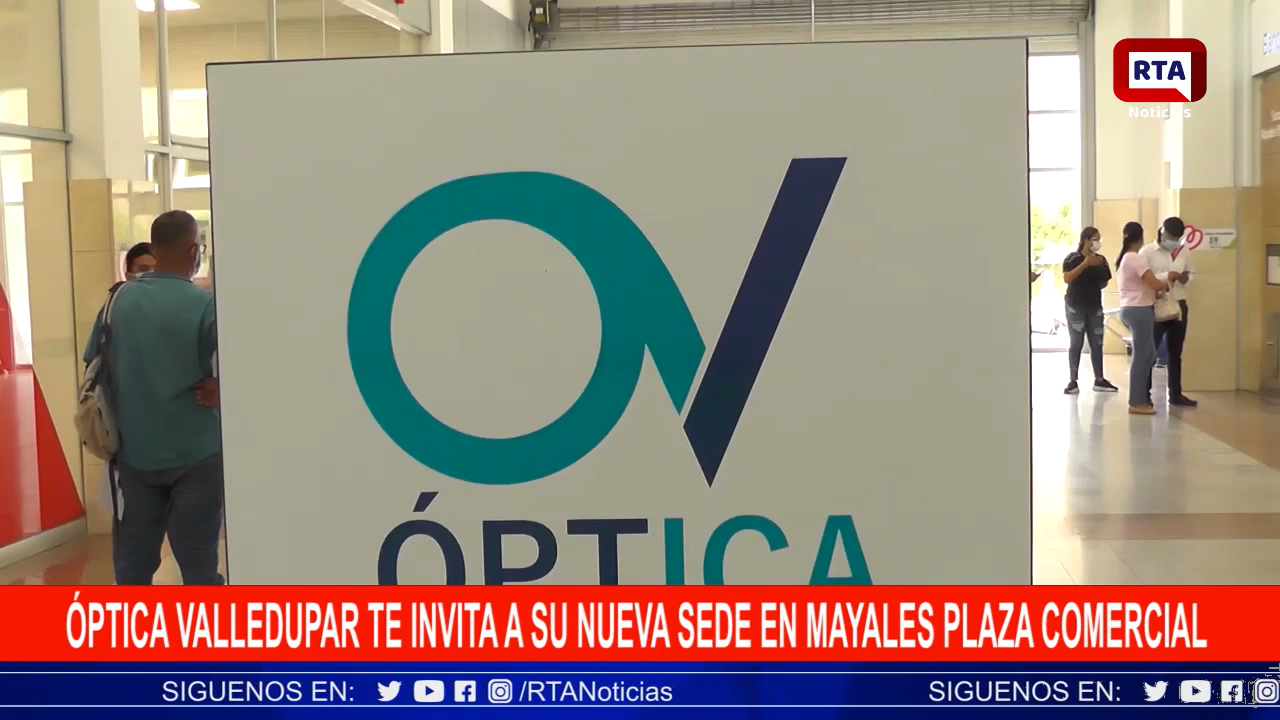 RTA
Noticias
OV
ÓPTICA
ÓPTICA VALLEDUPAR TE INVITA A SU NUEVA SEDE EN MAYALES PLAZA COMERCIAL
SIGUENOS EN: /RTANoticias SIGUENOS EN: